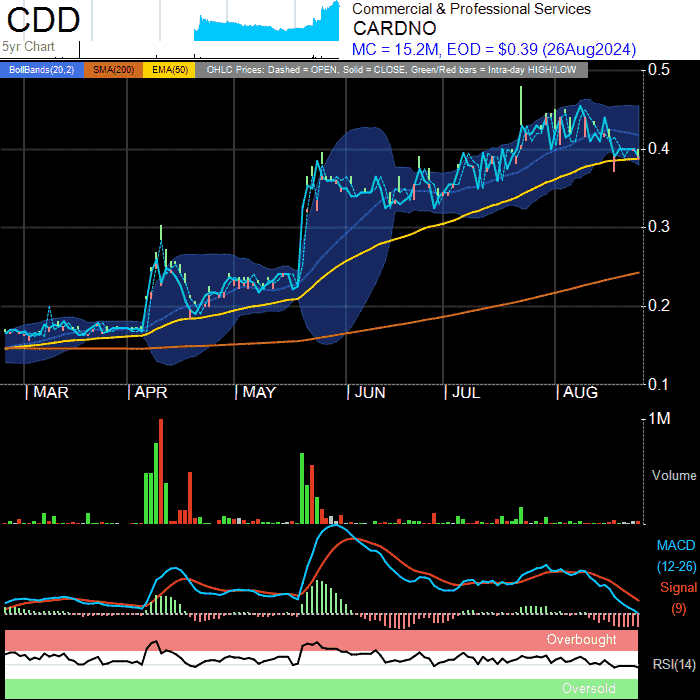 CDD
5yr Chart
Commercial & Professional Services
CARDNO
MC = 15.2M, EOD = $0.39 (26Aug2024)
BollBands(20,2) SMA(200) EMA(50) OHLC Prices: Dashed = OPEN, Solid = CLOSE, Green/Red bars = Intra-day HIGH/LOW
0.5
0.4
0.3
0.2
0.1
MAR APR MAY JUN JUL AUG
1M
Volume
MACD
(12-26)
Signal
(9)
Overbought
RSI(14)
Oversold